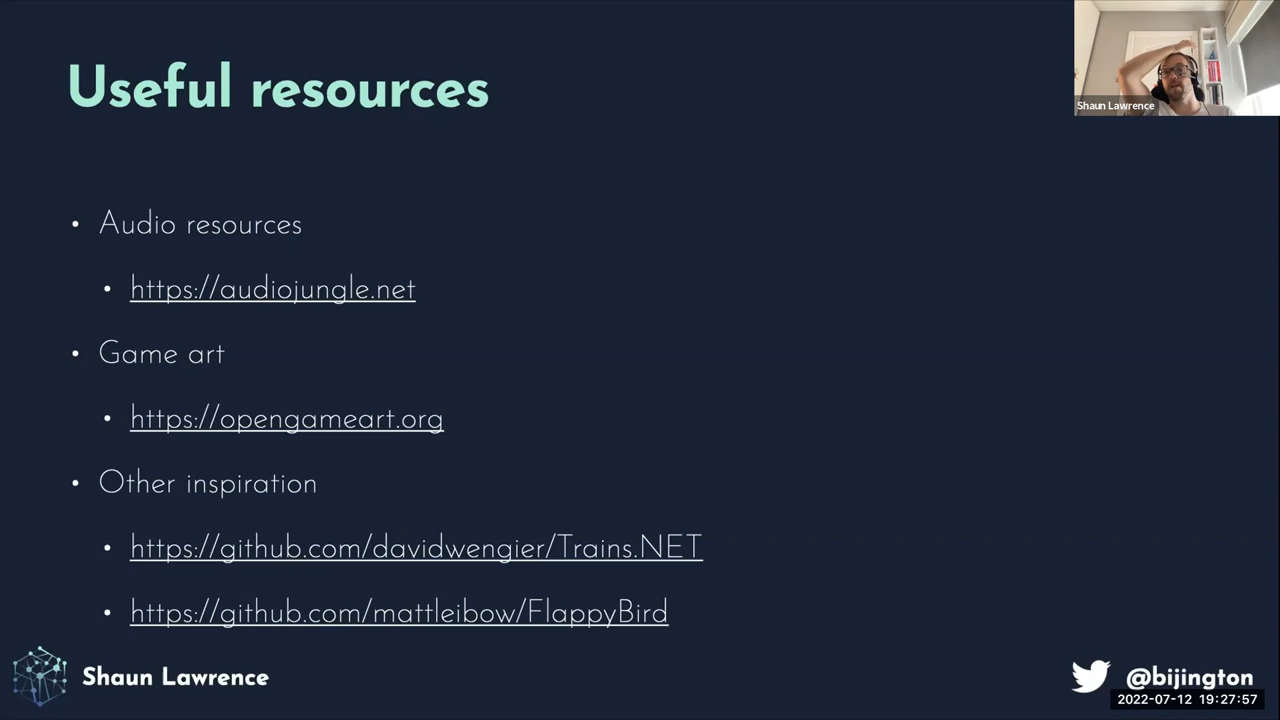 Useful resources
Shaun Lawrence
• Audio resources
• https://audiojungle.net
• Game art
• https://opengameart.org
• Other inspiration
• https://github.com/davidwengier/Trains.NET
• https://github.com/mattleibow/FlappyBird
Shaun Lawrence
@bijington
2022-07-12 19:27:57